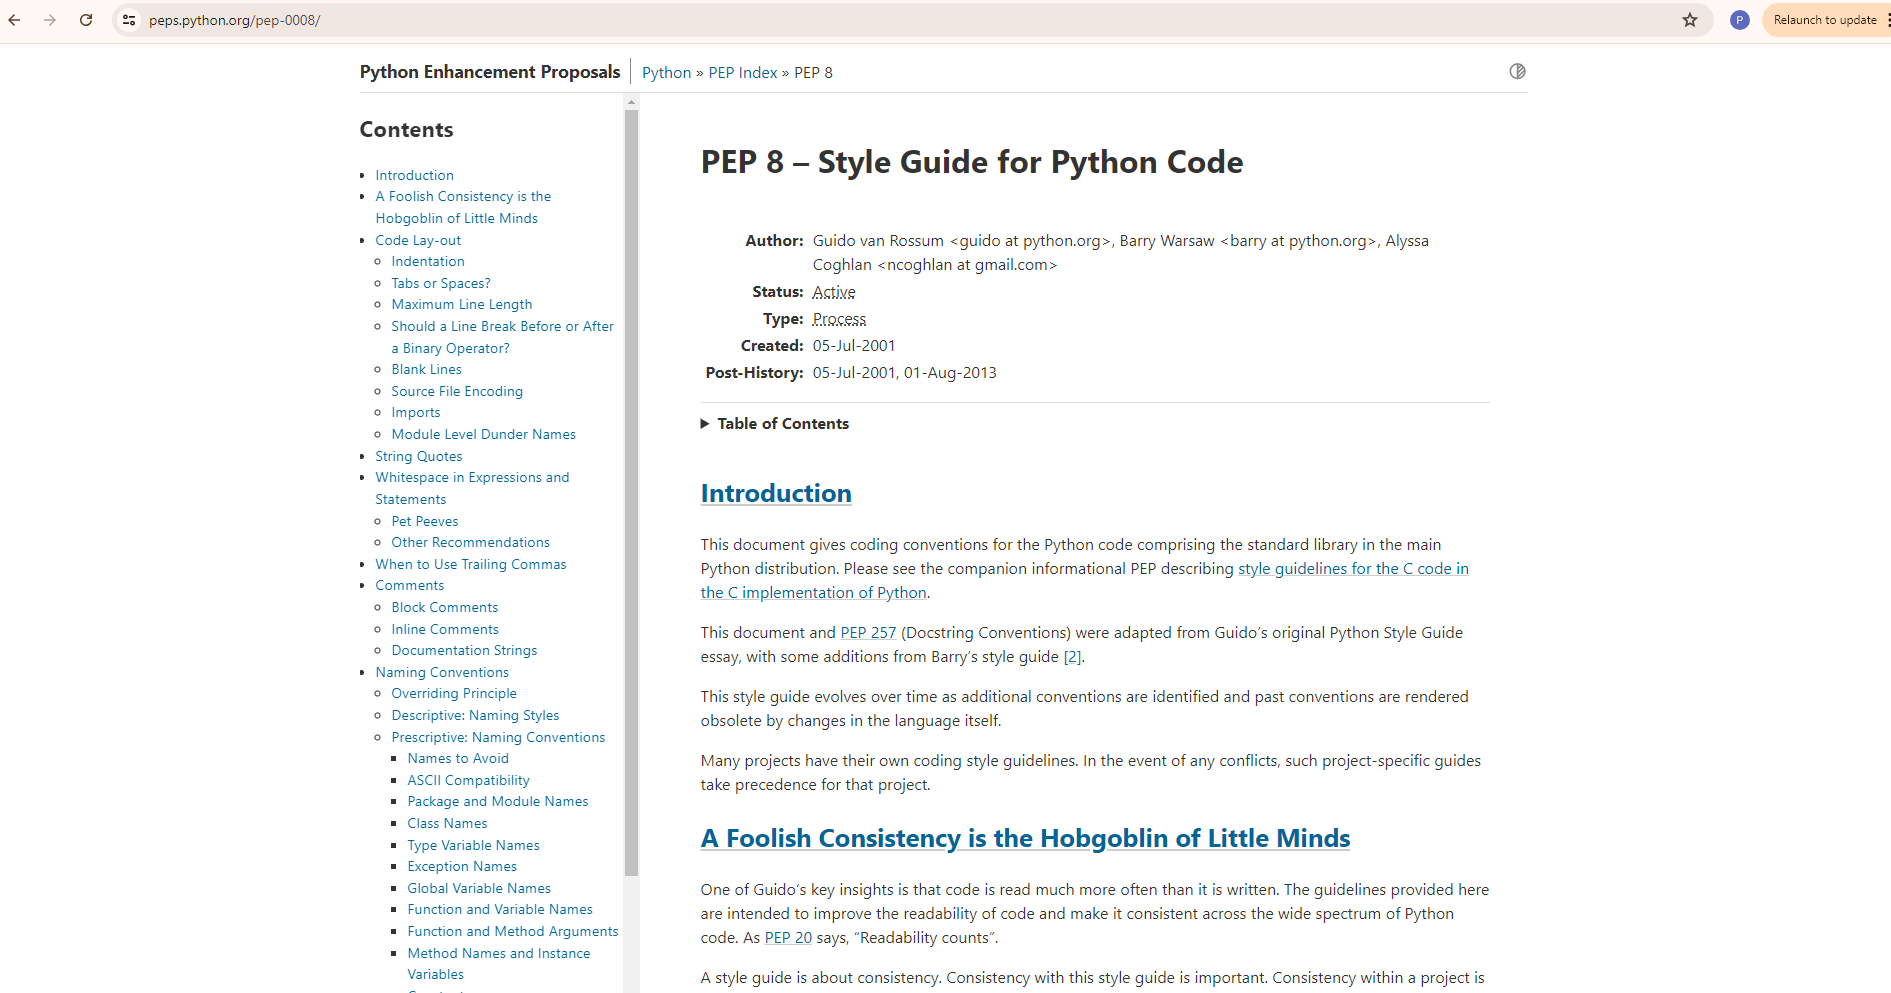 peps.python.org/pep-0008/
P
Relaunch to update
Python Enhancement Proposals
Python » PEP Index » PEP 8
Contents
Introduction
A Foolish Consistency is the
Hobgoblin of Little Minds
Code Lay-out
Indentation
Tabs or Spaces?
Maximum Line Length
Should a Line Break Before or After
a Binary Operator?
Blank Lines
Source File Encoding
Imports
Module Level Dunder Names
String Quotes
Whitespace in Expressions and
Statements
Pet Peeves
Other Recommendations
When to Use Trailing Commas
Comments
Block Comments
Inline Comments
Documentation Strings
Naming Conventions
Overriding Principle
Descriptive: Naming Styles
Prescriptive: Naming Conventions
Names to Avoid
ASCII Compatibility
Package and Module Names
Class Names
Type Variable Names
Exception Names
Global Variable Names
Function and Variable Names
Function and Method Arguments
Method Names and Instance
Variables
PEP 8 – Style Guide for Python Code
Author: Guido van Rossum <guido at python.org>, Barry Warsaw <barry at python.org>, Alyssa
Coghlan <ncoghlan at gmail.com>
Status: Active
Type: Process
Created: 05-Jul-2001
Post-History: 05-Jul-2001, 01-Aug-2013
Table of Contents
Introduction
This document gives coding conventions for the Python code comprising the standard library in the main
Python distribution. Please see the companion informational PEP describing style guidelines for the C code in
the C implementation of Python.
This document and PEP 257 (Docstring Conventions) were adapted from Guido’s original Python Style Guide
essay, with some additions from Barry’s style guide [2].
This style guide evolves over time as additional conventions are identified and past conventions are rendered
obsolete by changes in the language itself.
Many projects have their own coding style guidelines. In the event of any conflicts, such project-specific guides
take precedence for that project.
A Foolish Consistency is the Hobgoblin of Little Minds
One of Guido’s key insights is that code is read much more often than it is written. The guidelines provided here
are intended to improve the readability of code and make it consistent across the wide spectrum of Python
code. As PEP 20 says, “Readability counts”.
A style guide is about consistency. Consistency with this style guide is important. Consistency within a project is